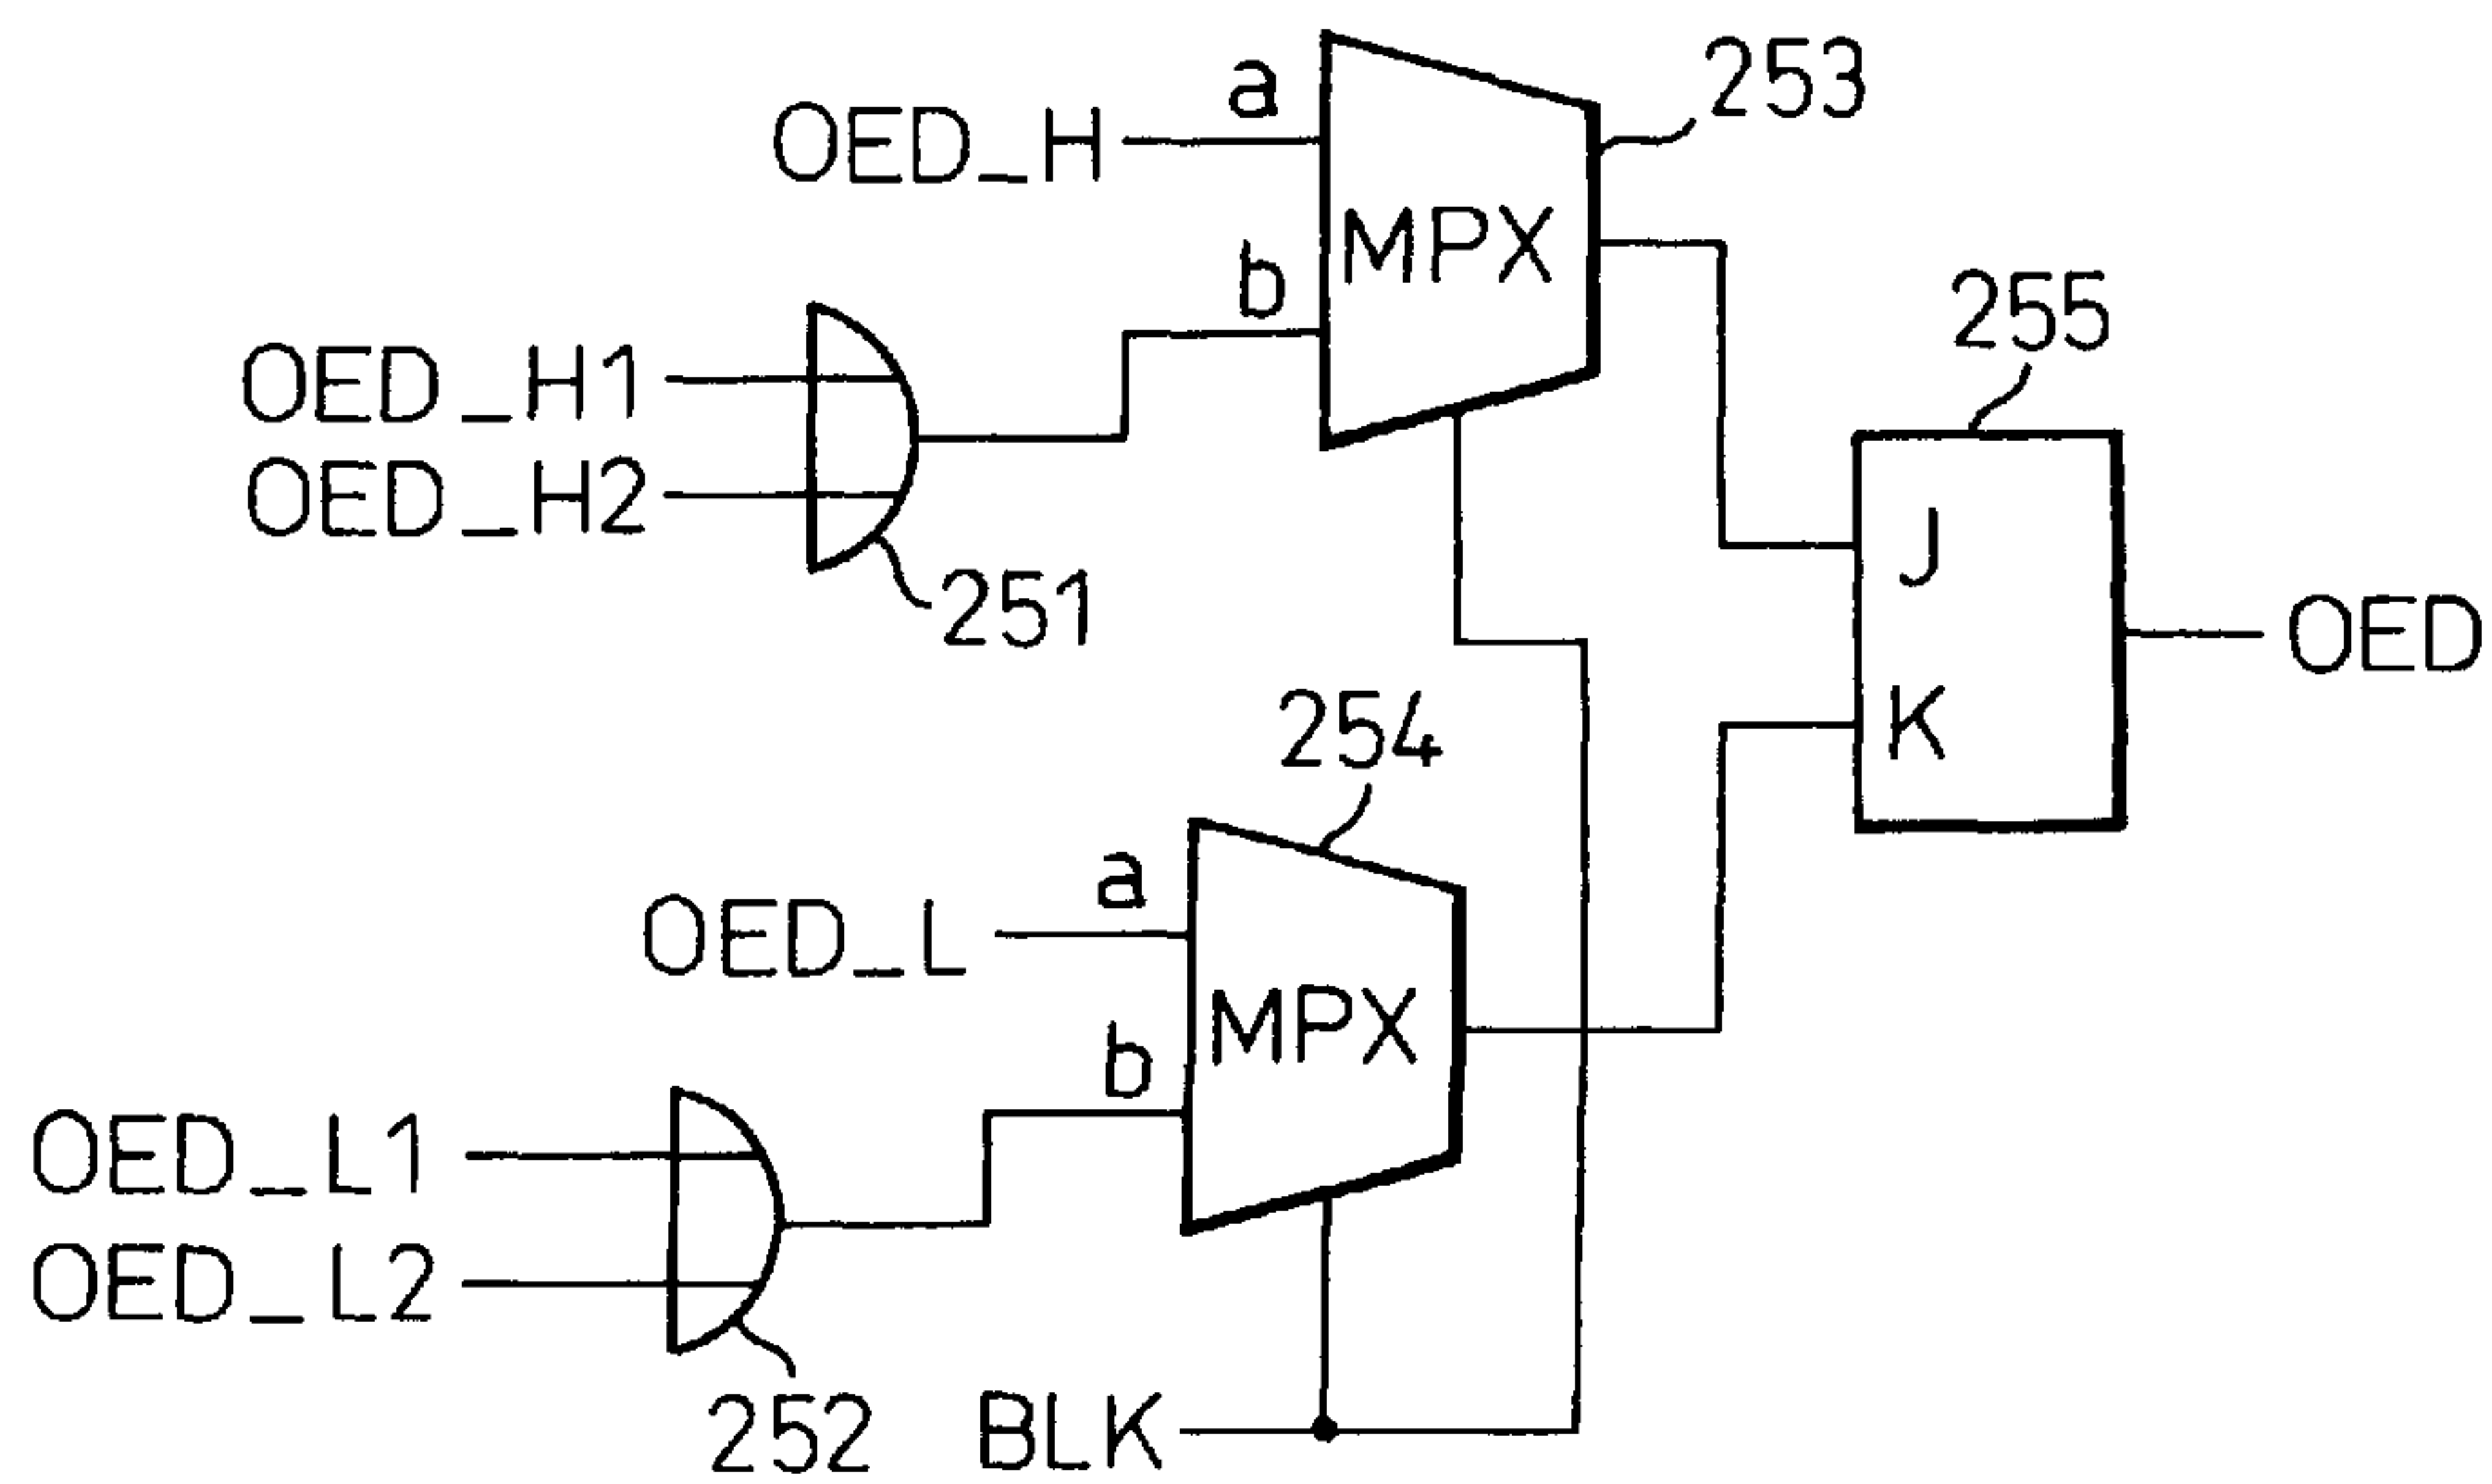 253
a
OED_H
MPX
b
255
OED_H1
OED_H2
J
251
OED
254
K
a
OED_L
MPX
b
OED_L1
OED_L2
252
BLK